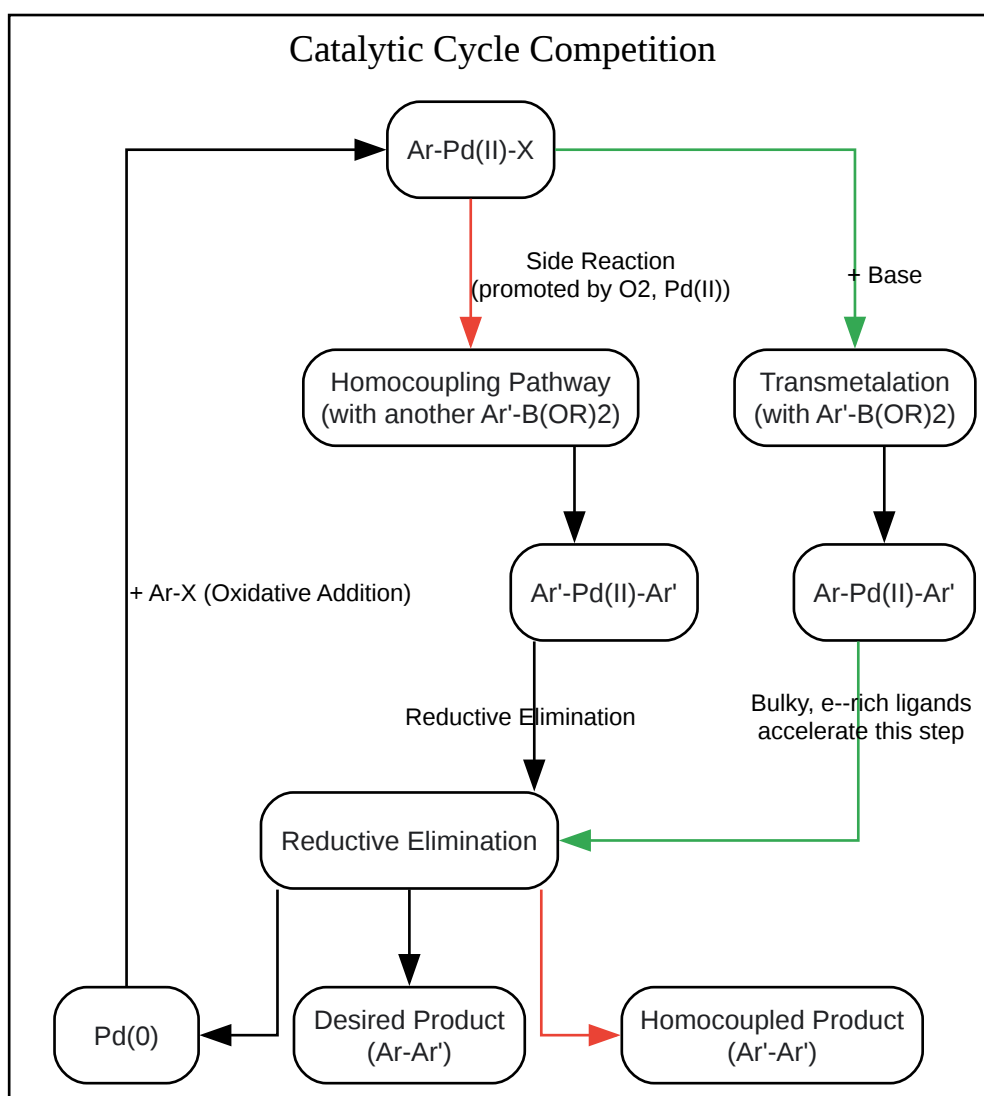 Catalytic Cycle Competition
Ar-Pd(II)-X
Side Reaction
(promoted by O2, Pd(II))
+ Base
Homocoupling Pathway
(with another Ar'-B(OR)2)
Transmetalation
(with Ar'-B(OR)2)
+ Ar-X (Oxidative Addition)
Ar'-Pd(II)-Ar'
Ar-Pd(II)-Ar'
Reductive Elimination
Bulky, e--rich ligands
accelerate this step
Reductive Elimination
Pd(0)
Desired Product
(Ar-Ar')
Homocoupled Product
(Ar'-Ar')